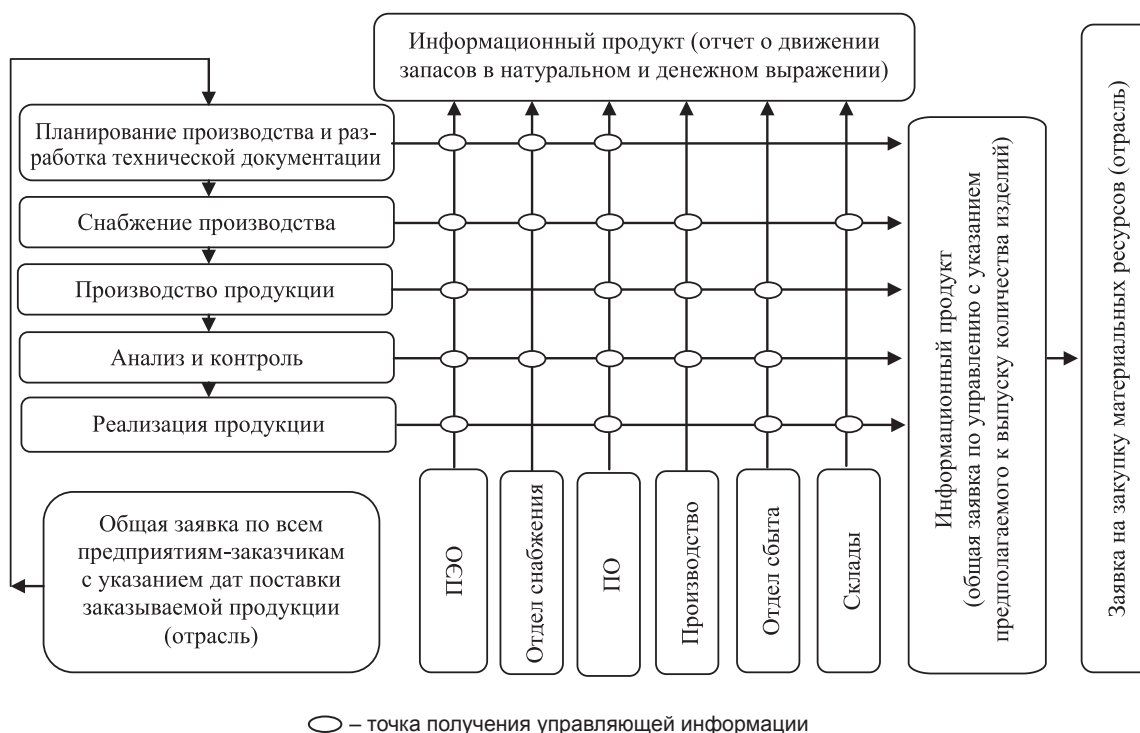 Информационный продукт (отчет о движении
запасов в натуральном и денежном выражении)
Планирование производства и раз-
работка технической документации
Снабжение производства
Производство продукции
Анализ и контроль
Реализация продукции
Общая заявка по всем
предприятиям-заказчикам
с указанием дат поставки
заказываемой продукции
(отрасль)
ПЭО
Отдел снабжения
ПО
Производство
Отдел сбыта
Склады
Информационный продукт
(общая заявка по управлению с указанием
предполагаемого к выпуску количества изделий)
Заявка на закупку материальных ресурсов (отрасль)
– точка получения управляющей информации